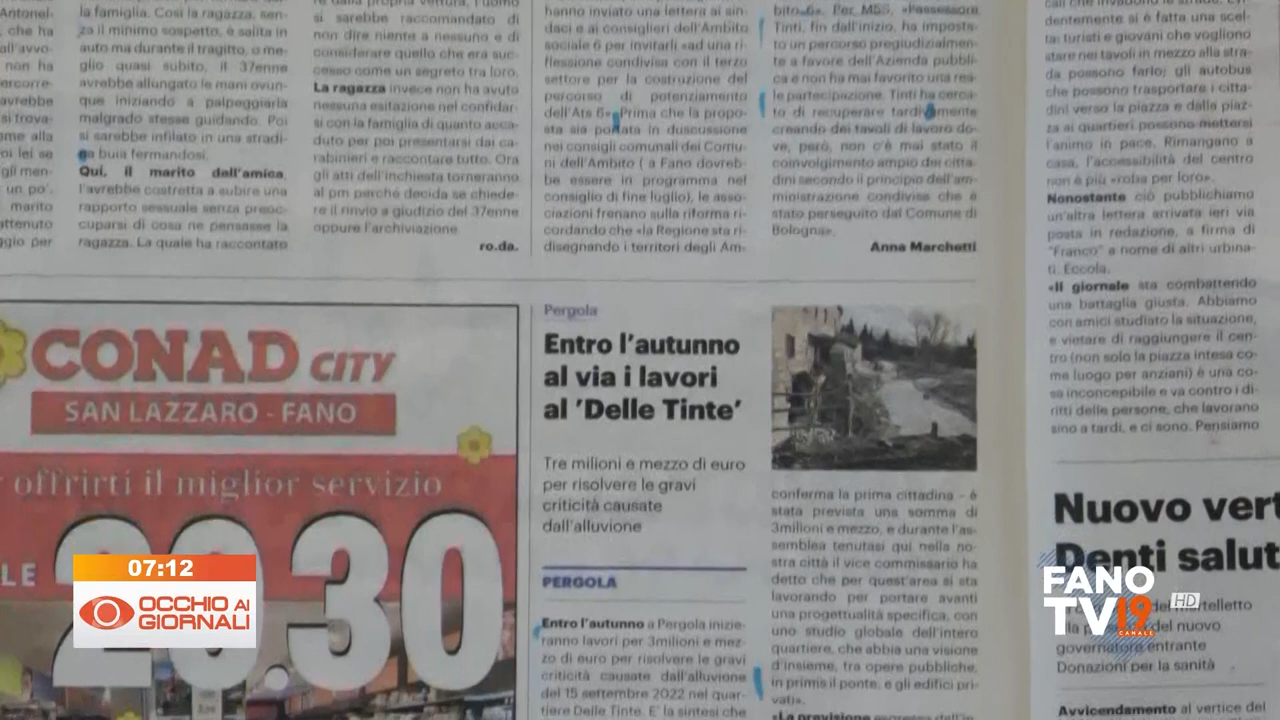 la famiglia. Così la ragazza, sen-
za il minimo sospetto, è salita in
auto ma durante il tragitto, o me-
glio quasi subito, il 37enne
avrebbe allungato le mani ovun-
que iniziando a palpeggiarla
malgrado stesse guidando. Poi
si sarebbe infilato in una stradi-
na buia fermandosi.
Qui, il marito dell'amica
l'avrebbe costretta a subire una
rapporto sessuale senza preoc-
cuparsi di cosa ne pensasse la
ragazza. La quale ha raccontato
si sarebbe raccomandato di
non dire niente a nessuno e di
considerare quello che era suc-
cesso come un segreto tra loro.
La ragazza invece non ha avuto
nessuna esitazione nel confidar-
si con la famiglia di quanto acca-
duto per poi presentarsi dai ca-
rabinieri e raccontare tutto. Ora
gli atti dell'inchiesta torneranno
al pm perché decida se chiede-
re il rinvio a giudizio del 37enne
oppure l'archiviazione.
ro.da.
hanno inviato una lettera ai sin-
daci e ai consiglieri dell'Ambito
sociale 6 per invitarli «ad una ri-
flessione condivisa con il terzo
settore per la costruzione del
percorso di potenziamento
dell'Ats 6». Prima che la propo-
sta sia portata in duscussione
nei consigli comunali dei Comu-
ni dell'Ambito ( a Fano dovreb-
be essere in programma nel
consiglio di fine luglio), le asso-
ciazioni frenano sulla riforma ri-
cordando che «la Regione sta ri-
disegnando i territori degli Am-
bito 6». Per M5S, «l'assessore
Tinti, fin dall'inizio, ha imposta-
to un percorso pregiudizialmen-
te a favore dell'Azienda pubbli-
ca e non ha mai favorito una rea-
le partecipazione. Tinti ha cerca-
to di recuperare tardivamente
creando dei tavoli di lavoro do-
ve, però, non c'è mai stato il
coinvolgimento ampio dei citta-
dini secondo il principio dell'am-
ministrazione condivisa che è
stato perseguito dal Comune di
Bologna».
Anna Marchetti
dentemente si è fatta una scel-
ta: turisti e giovani che vogliono
stare nei tavoli in mezzo alla stra-
da possono farlo; gli autobus
che possono trasportare i citta-
dini verso la piazza e dalla piaz-
za ai quartieri possono mettersi
l'animo in pace. Rimangano a
casa, l'accessibilità del centro
non è più «roba per loro».
Nonostante ciò pubblichiamo
un'altra lettera arrivata ieri via
posta in redazione, a firma di
"Franco" a nome di altri urbina-
ti. Eccola.
«Il giornale sta combattendo
una battaglia giusta. Abbiamo
con amici studiato la situazione,
e vietare di raggiungere il cen-
tro (non solo la piazza intesa co-
me luogo per anziani) è una co-
sa inconcepibile e va contro i di-
ritti delle persone, che lavorano
sino a tardi, e ci sono. Pensiamo
CONAD CITY
SAN LAZZARO - FANO
offrirti il miglior servizio
LE 20.30
Pergola
Entro l'autunno
al via i lavori
al 'Delle Tinte'
Tre milioni e mezzo di euro
per risolvere le gravi
criticità causate
dall'alluvione
PERGOLA
Entro l'autunno a Pergola inizie-
ranno lavori per 3milioni e mez-
zo di euro per risolvere le gravi
criticità causate dall'alluvione
del 15 settembre 2022 nel quar-
tiere Delle Tinte. E' la sintesi che
conferma la prima cittadina - è
stata prevista una somma di
3milioni e mezzo, e durante l'as-
semblea tenutasi qui nella no-
stra città il vice commissario ha
detto che per quest'area si sta
lavorando per portare avanti
una progettualità specifica, con
uno studio globale dell'intero
quartiere, che abbia una visione
d'insieme, tra opere pubbliche,
in primis il ponte, e gli edifici pri-
vati».
«La previsione
Nuovo vert
Denti salut
del martelletto
del nuovo
governatore entrante
Donazioni per la sanità
Avvicendamento al vertice del
07:12
OCCHIO AI
GIORNALI
FANO
TV19 HD
CANALE